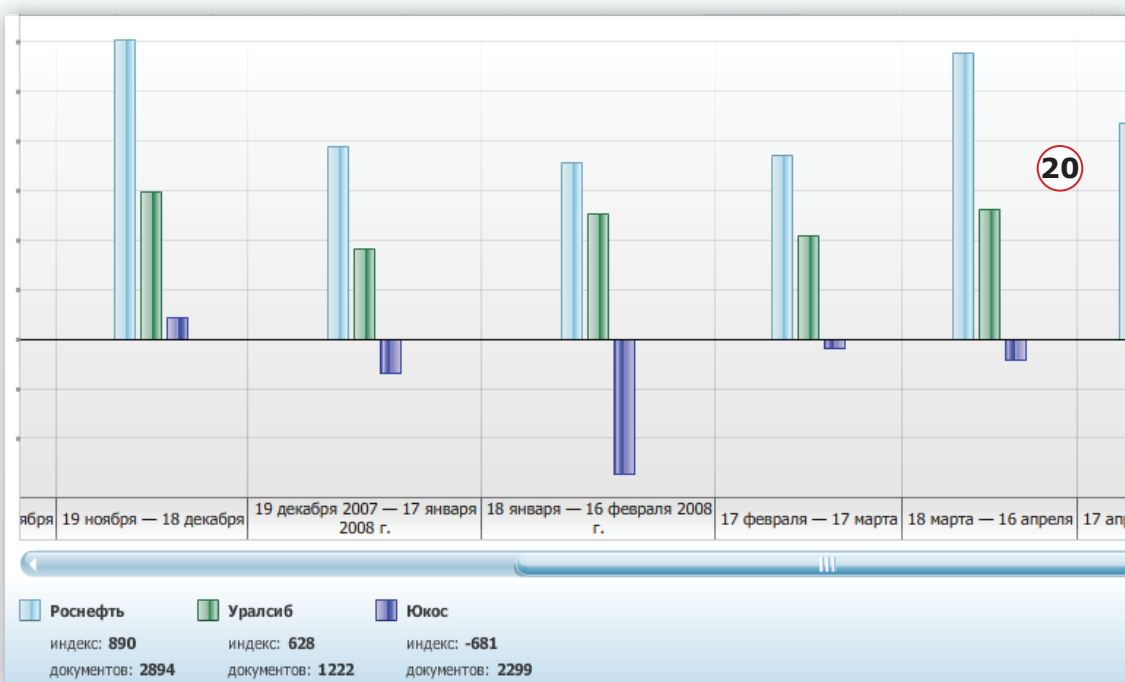 20
ября
19 ноября — 18 декабря
19 декабря 2007 — 17 января
2008 г.
18 января — 16 февраля 2008
г.
17 февраля — 17 марта
18 марта — 16 апреля
17 ап
Роснефть
индекс: 890
документов: 2894
Уралсиб
индекс: 628
документов: 1222
Юкос
индекс: -681
документов: 2299